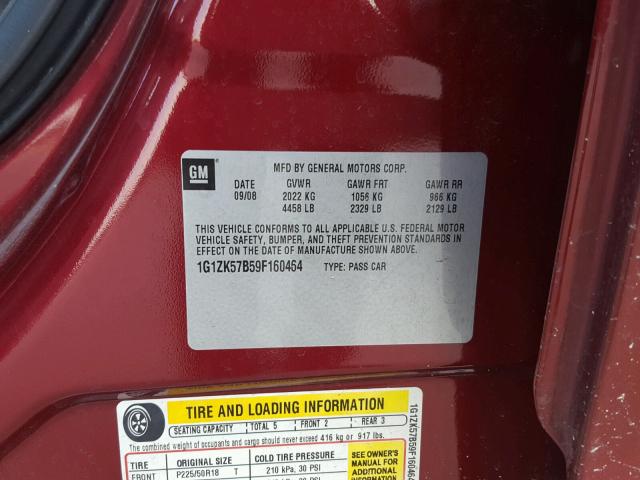 GM
MFD BY GENERAL MOTORS CORP.
DATE GVWR GAWR FRT GAWR RR
09/08 2022 KG 1056 KG 966 KG
4458 LB 2329 LB 2129 LB
THIS VEHICLE CONFORMS TO ALL APPLICABLE U.S. FEDERAL MOTOR
VEHICLE SAFETY, BUMPER, AND THEFT PREVENTION STANDARDS IN
EFFECT ON THE DATE OF MANUFACTURE SHOWN ABOVE.
1G1ZK57B59F160464 TYPE: PASS CAR
TIRE AND LOADING INFORMATION
SEATING CAPACITY TOTAL 5 FRONT 2 REAR 3
The combined weight of occupants and cargo should never exceed 416 kg or 917 lbs.
TIRE ORIGINAL SIZE COLD TIRE PRESSURE
FRONT P225/50R18 T 210 kPa, 30 PSI
SEE OWNER'S
MANUAL FOR
ADDITIONAL
INFORMATION
1G1ZK57B59F160464